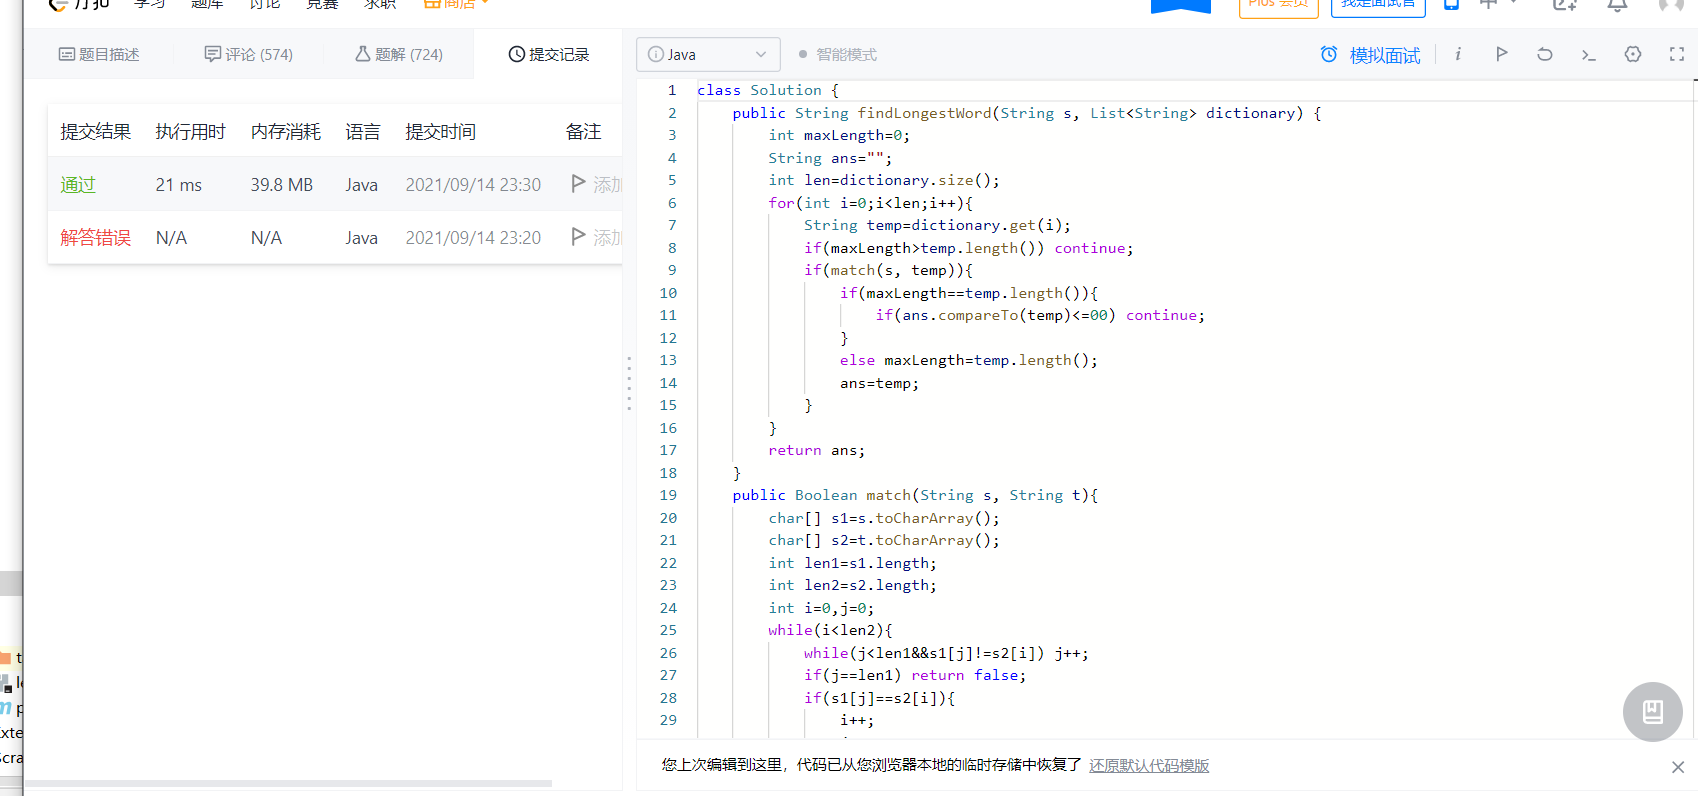 力扣 学习 题库 讨论 竞赛 求职 商店 Plus 会员 我是面试官 中
题目描述 评论 (574) 题解 (724) 提交记录
Java 智能模式 模拟面试
提交结果 执行用时 内存消耗 语言 提交时间 备注
通过 21 ms 39.8 MB Java 2021/09/14 23:30 添加
解答错误 N/A N/A Java 2021/09/14 23:20 添加
1 class Solution {
2 public String findLongestWord(String s, List<String> dictionary) {
3 int maxLength=0;
4 String ans="";
5 int len=dictionary.size();
6 for(int i=0;i<len;i++){
7 String temp=dictionary.get(i);
8 if(maxLength>temp.length()) continue;
9 if(match(s, temp)){
10 if(maxLength==temp.length()){
11 if(ans.compareTo(temp)<=00) continue;
12 }
13 else maxLength=temp.length();
14 ans=temp;
15 }
16 }
17 return ans;
18 }
19 public Boolean match(String s, String t){
20 char[] s1=s.toCharArray();
21 char[] s2=t.toCharArray();
22 int len1=s1.length;
23 int len2=s2.length;
24 int i=0,j=0;
25 while(i<len2){
26 while(j<len1&&s1[j]!=s2[i]) j++;
27 if(j==len1) return false;
28 if(s1[j]==s2[i]){
29 i++;
您上次编辑到这里，代码已从您浏览器本地的临时存储中恢复了 还原默认代码模版